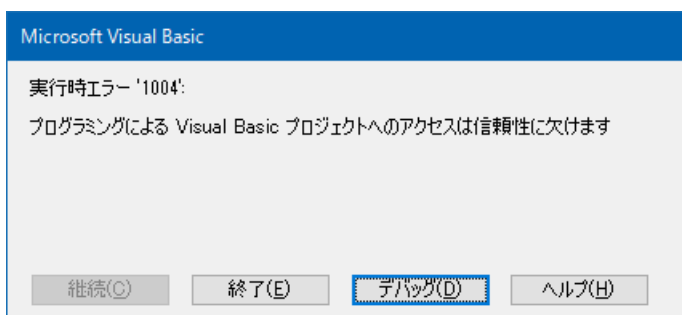 Microsoft Visual Basic
実行時エラー '1004':
プログラミングによる Visual Basic プロジェクトへのアクセスは信頼性に欠けます
継続(C)
終了(E)
デバッグ(D)
ヘルプ(H)